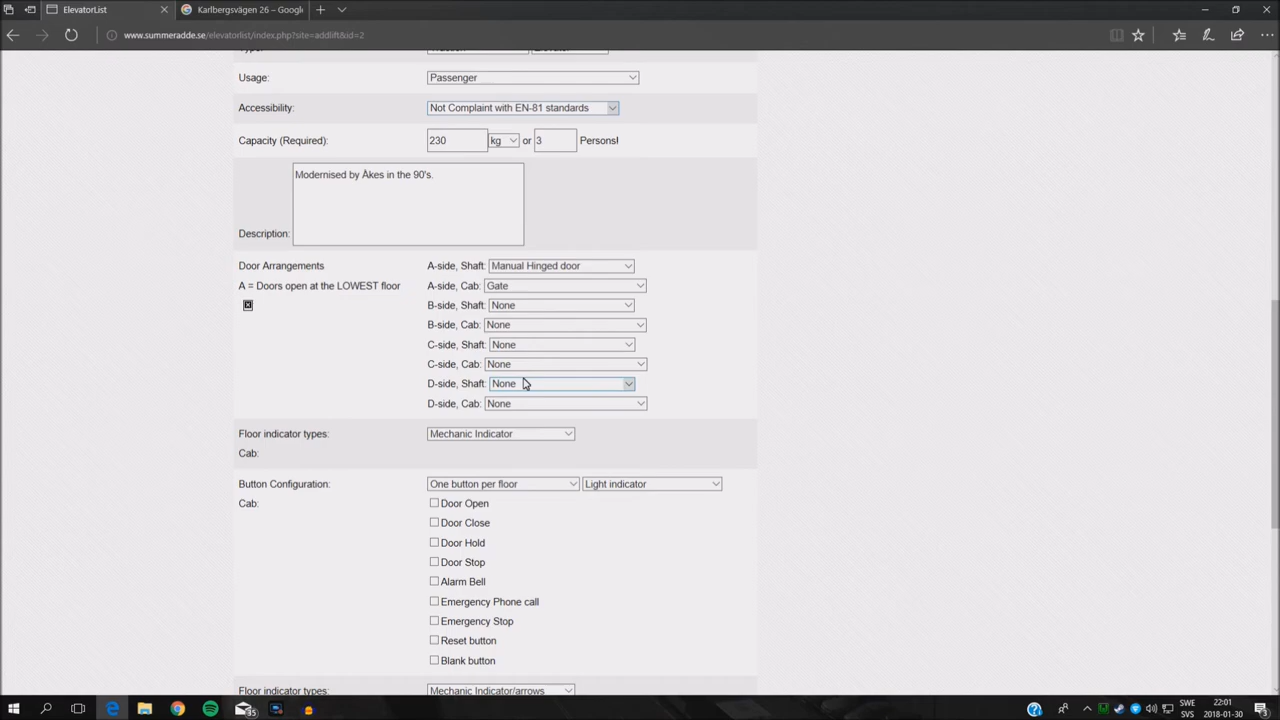 ElevatorList
Karlbergsvägen 26 – Google
www.summeradde.se/elevatorlist/index.php?site=addlift&id=2
Usage: Passenger
Accessibility: Not Complaint with EN-81 standards
Capacity (Required): 230 kg or 3 Persons!
Modernised by Åkes in the 90's.
Description:
Door Arrangements A-side, Shaft: Manual Hinged door
A = Doors open at the LOWEST floor A-side, Cab: Gate
B-side, Shaft: None
B-side, Cab: None
C-side, Shaft: None
C-side, Cab: None
D-side, Shaft: None
D-side, Cab: None
Floor indicator types: Mechanic Indicator
Cab:
Button Configuration: One button per floor Light indicator
Cab: Door Open
Door Close
Door Hold
Door Stop
Alarm Bell
Emergency Phone call
Emergency Stop
Reset button
Blank button
Floor indicator types: Mechanic Indicator/arrows
SWE 22:01
SVS 2018-01-30